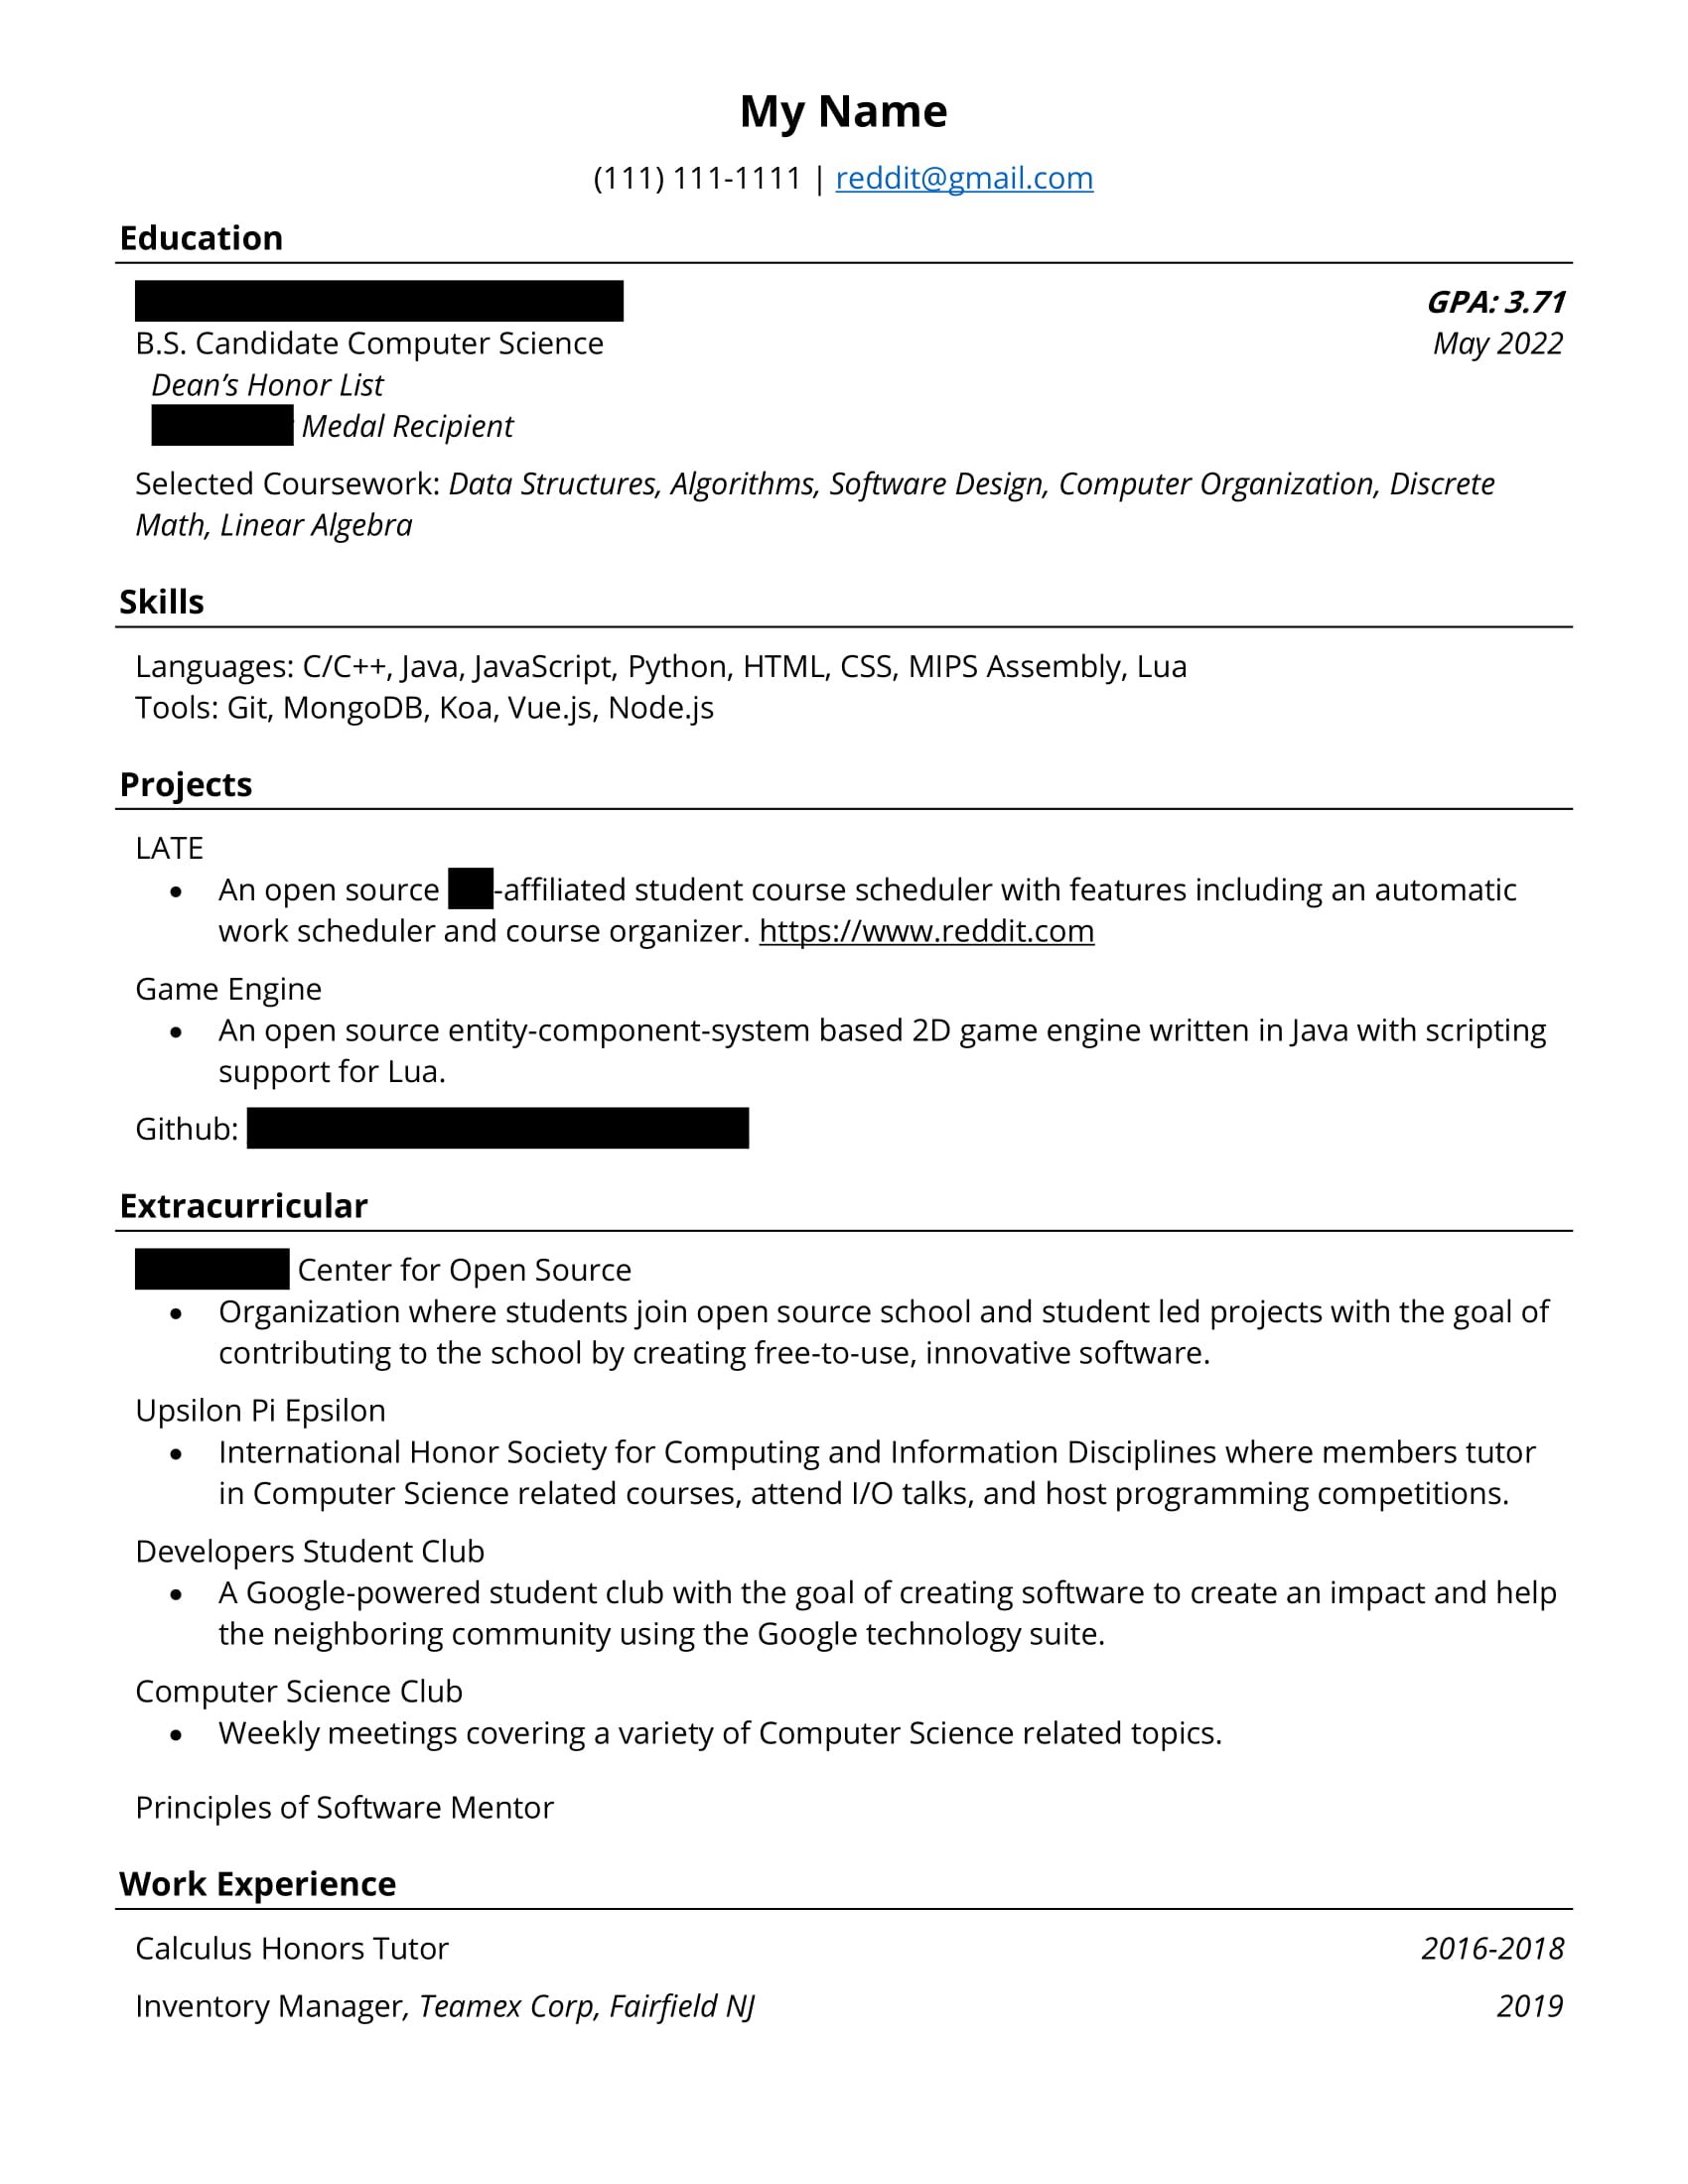 My Name
(111) 111-1111 | reddit@gmail.com
Education
GPA: 3.71
B.S. Candidate Computer Science May 2022
Dean’s Honor List
Medal Recipient
Selected Coursework: Data Structures, Algorithms, Software Design, Computer Organization, Discrete
Math, Linear Algebra
Skills
Languages: C/C++, Java, JavaScript, Python, HTML, CSS, MIPS Assembly, Lua
Tools: Git, MongoDB, Koa, Vue.js, Node.js
Projects
LATE
• An open source -affiliated student course scheduler with features including an automatic
work scheduler and course organizer. https://www.reddit.com
Game Engine
• An open source entity-component-system based 2D game engine written in Java with scripting
support for Lua.
Github:
Extracurricular
Center for Open Source
• Organization where students join open source school and student led projects with the goal of
contributing to the school by creating free-to-use, innovative software.
Upsilon Pi Epsilon
• International Honor Society for Computing and Information Disciplines where members tutor
in Computer Science related courses, attend I/O talks, and host programming competitions.
Developers Student Club
• A Google-powered student club with the goal of creating software to create an impact and help
the neighboring community using the Google technology suite.
Computer Science Club
• Weekly meetings covering a variety of Computer Science related topics.
Principles of Software Mentor
Work Experience
Calculus Honors Tutor 2016-2018
Inventory Manager, Teamex Corp, Fairfield NJ 2019